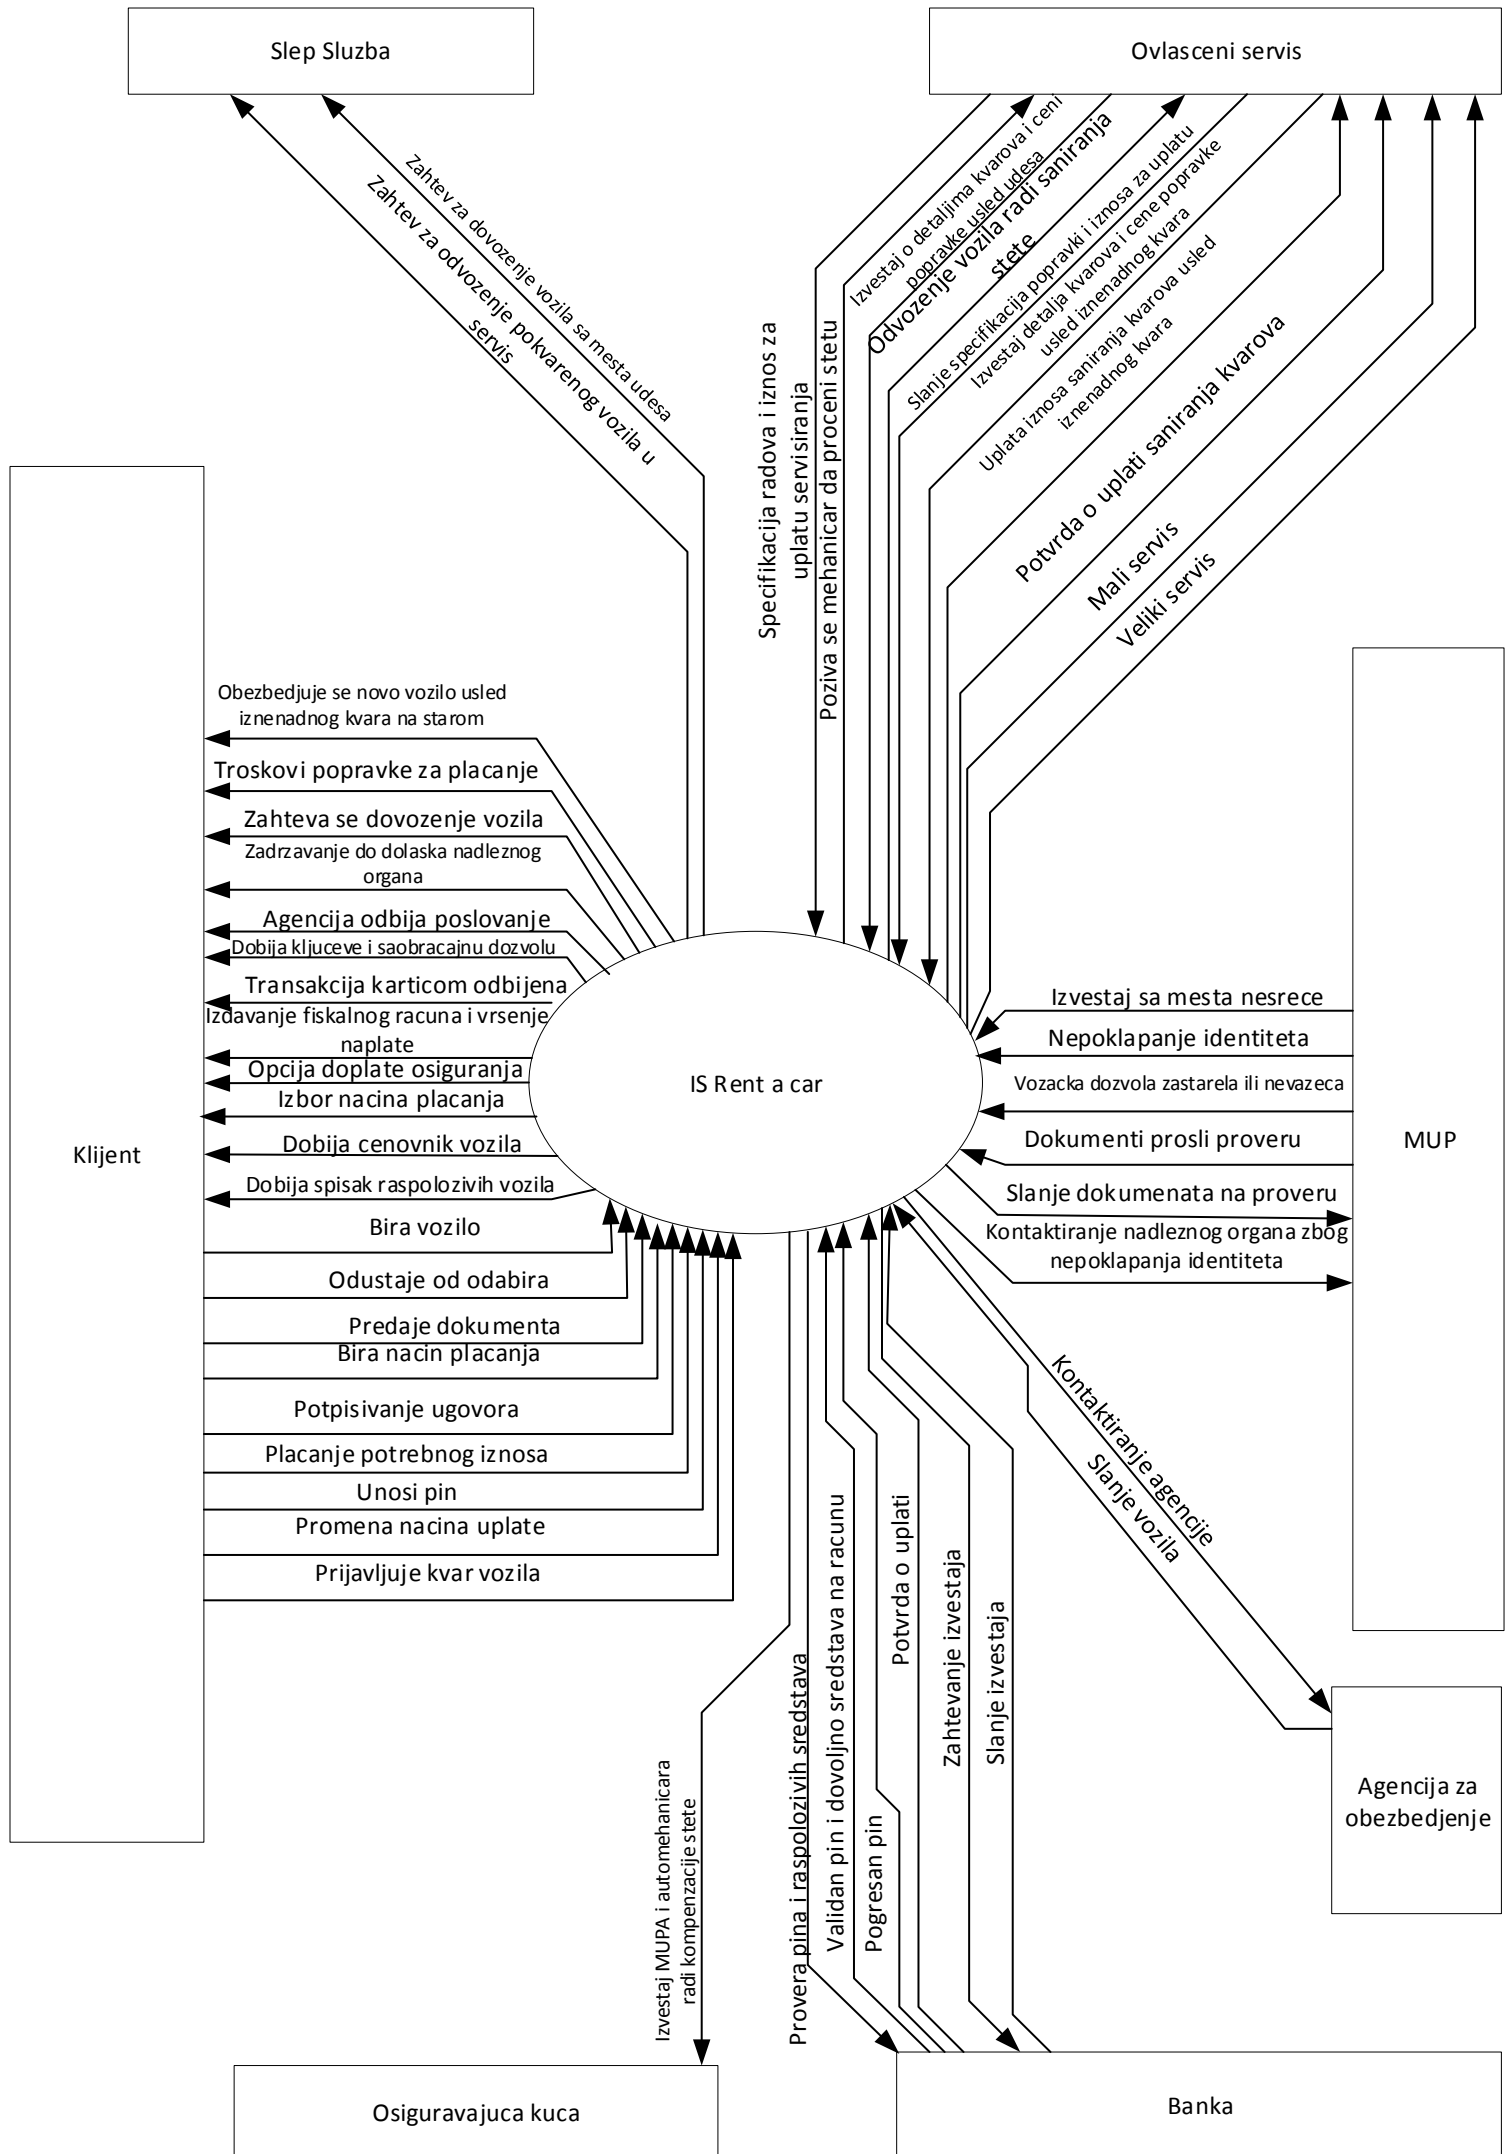 Slep Sluzba
Ovlasceni servis
Zahtev za dovozenje vozila sa mesta udesa
Zahtev za odvozenje pokvarenog vozila u
servis
Specifikacija radova i iznos za
uplatu servisiranja
Poziva se mehanicar da proceni stetu
Izvestaj o detaljima kvarova i ceni
popravke usled udesa
Odvozenje vozila radi saniranja
stete
Slanje specifikacija popravki i iznosa za uplatu
Izvestaj detalja kvarova i cene popravke
usled iznenadnog kvara
Uplata iznosa saniranja kvarova usled
iznenadnog kvara
Potvrda o uplati saniranja kvarova
Mali servis
Veliki servis
Klijent
Obezbedjuje se novo vozilo usled
iznenadnog kvara na starom
Troskovi popravke za placanje
Zahteva se dovozenje vozila
Zadrzavanje do dolaska nadleznog
organa
Agencija odbija poslovanje
Dobija kljuceve i saobracajnu dozvolu
Transakcija karticom odbijena
Izdavanje fiskalnog racuna i vrsenje
naplate
Opcija doplate osiguranja
Izbor nacina placanja
Dobija cenovnik vozila
Dobija spisak raspolozivih vozila
Bira vozilo
Odustaje od odabira
Predaje dokumenta
Bira nacin placanja
Potpisivanje ugovora
Placanje potrebnog iznosa
Unosi pin
Promena nacina uplate
Prijavljuje kvar vozila
IS Rent a car
Izvestaj sa mesta nesrece
Nepoklapanje identiteta
Vozacka dozvola zastarela ili nevazeca
Dokumenti prosli proveru
Slanje dokumenata na proveru
Kontaktiranje nadleznog organa zbog
nepoklapanja identiteta
MUP
Kontaktiranje agencije
Slanje vozila
Agencija za
obezbedjenje
Izvestaj MUPA i automehanicara
radi kompenzacije stete
Provera pina i raspolozivih sredstava
Validan pin i dovoljno sredstava na racunu
Pogresan pin
Potvrda o uplati
Zahtevanje izvestaja
Slanje izvestaja
Osiguravajuca kuca
Banka